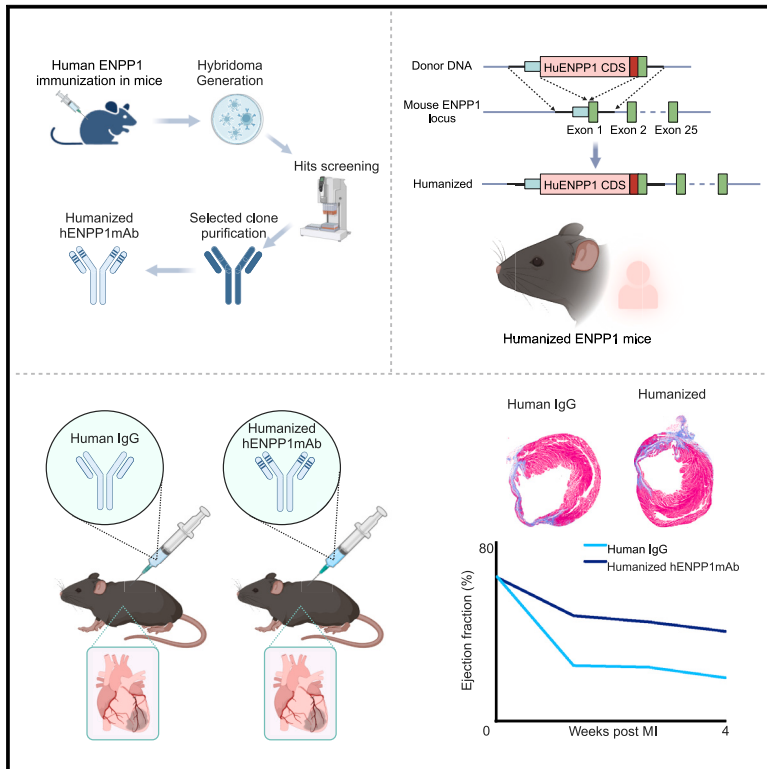 Human ENPP1
immunization in mice
Hybridoma
Generation
Hits screening
Selected clone
purification
Humanized
hENPP1mAb
Donor DNA
HuENPP1 CDS
Mouse ENPP1
locus
Exon 1
Exon 2
Exon 25
Humanized
HuENPP1 CDS
Humanized ENPP1 mice
Human IgG
Humanized
hENPP1mAb
Human IgG
Humanized
80
Human IgG
Humanized hENPP1mAb
Ejection fraction (%)
0
Weeks post MI
4